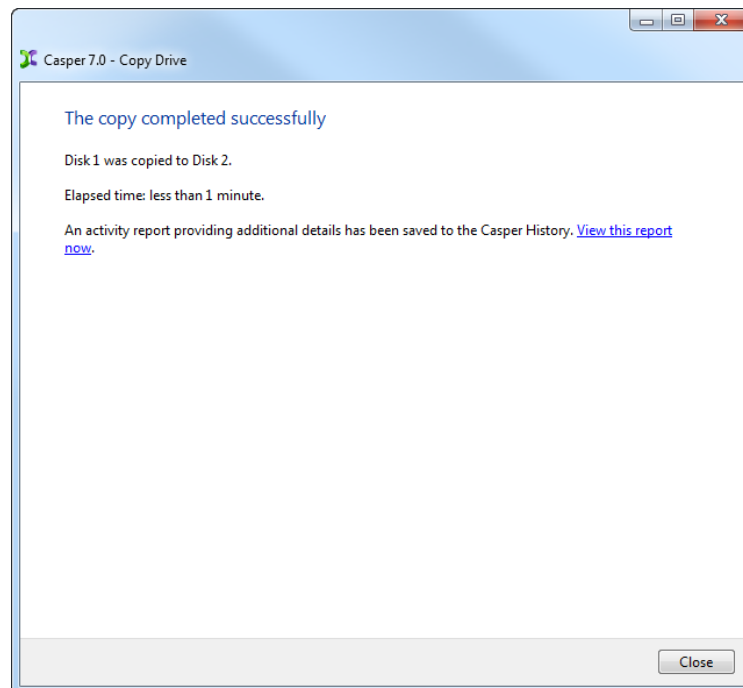 Casper 7.0 - Copy Drive
The copy completed successfully
Disk 1 was copied to Disk 2.
Elapsed time: less than 1 minute.
An activity report providing additional details has been saved to the Casper History. View this report
now.
Close